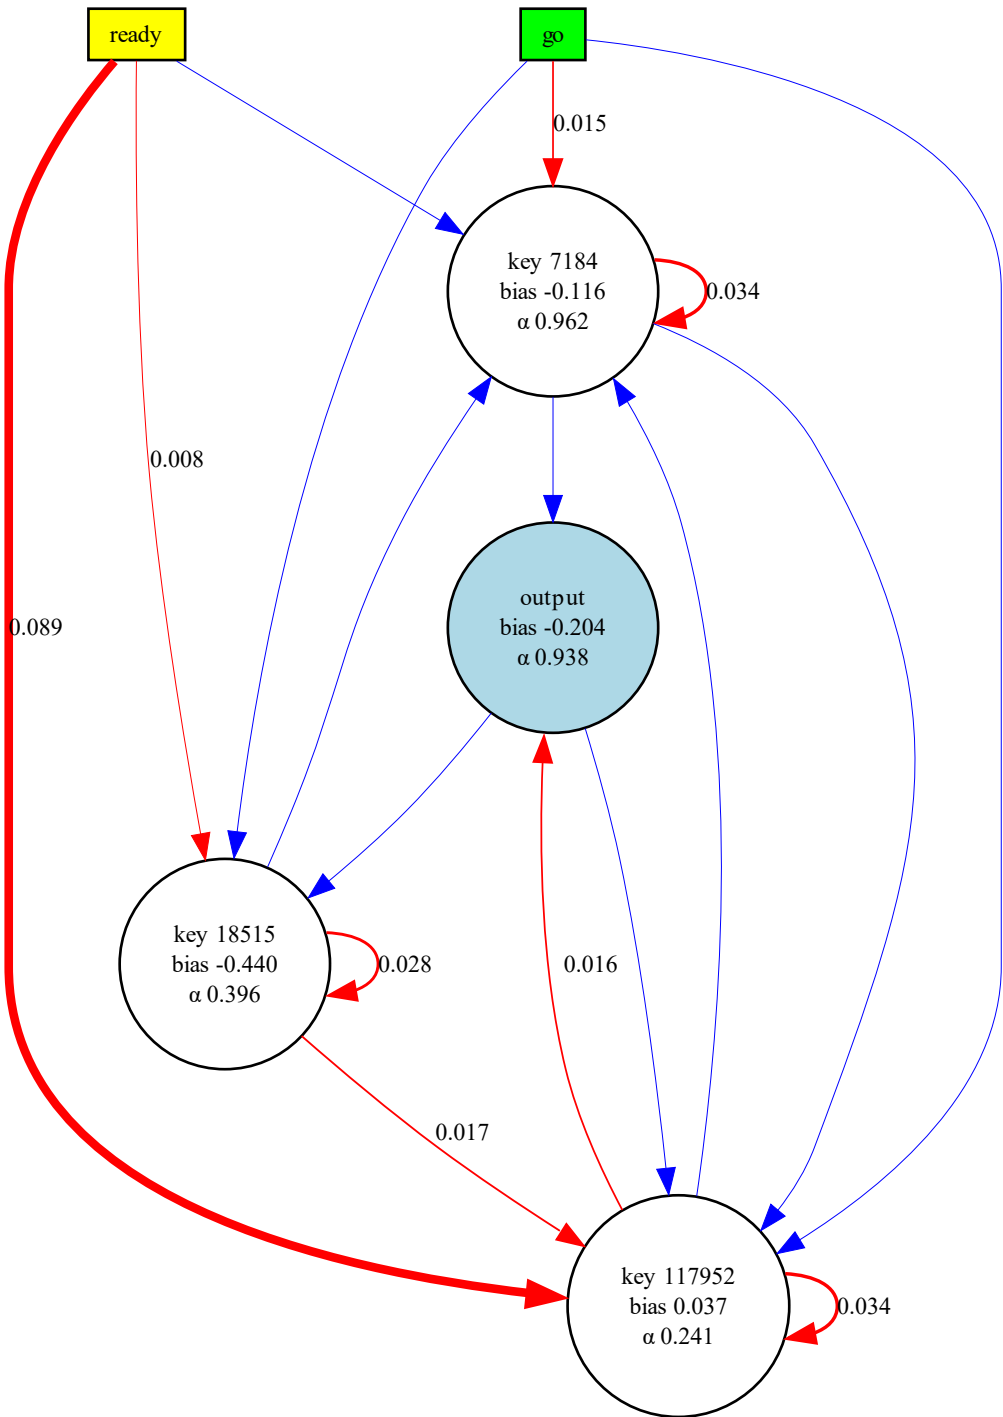 ready
go
0.015
key 7184
bias -0.116
α 0.962
0.034
0.008
output
bias -0.204
α 0.938
0.089
key 18515
bias -0.440
α 0.396
0.028
0.016
0.017
key 117952
bias 0.037
α 0.241
0.034